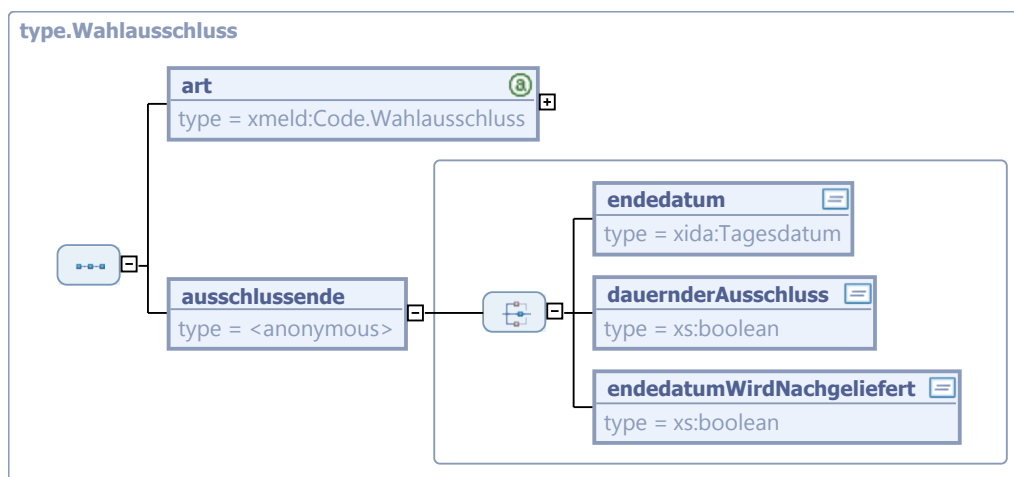 type.Wahlausschluss
art
type = xmeld:Code.Wahlausschluss
ausschlussende
type = <anonymous>
endedatum
type = xida:Tagesdatum
dauernderAusschluss
type = xs:boolean
endedatumWirdNachgeliefert
type = xs:boolean